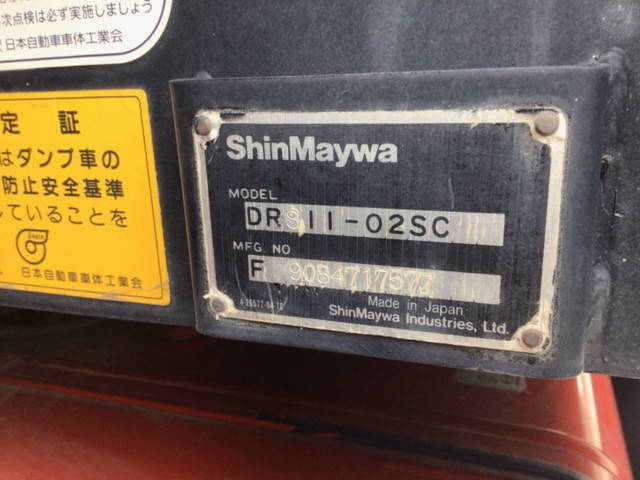 次点検は必ず実施しましょう
日本自動車車体工業会
定 証
はダンプ車の
防止安全基準
していることを
日本自動車車体工業会
ShinMaywa
MODEL
DRS11-02SC
MFG. NO
F 9084717577
Made in Japan
ShinMaywa Industries, Ltd.